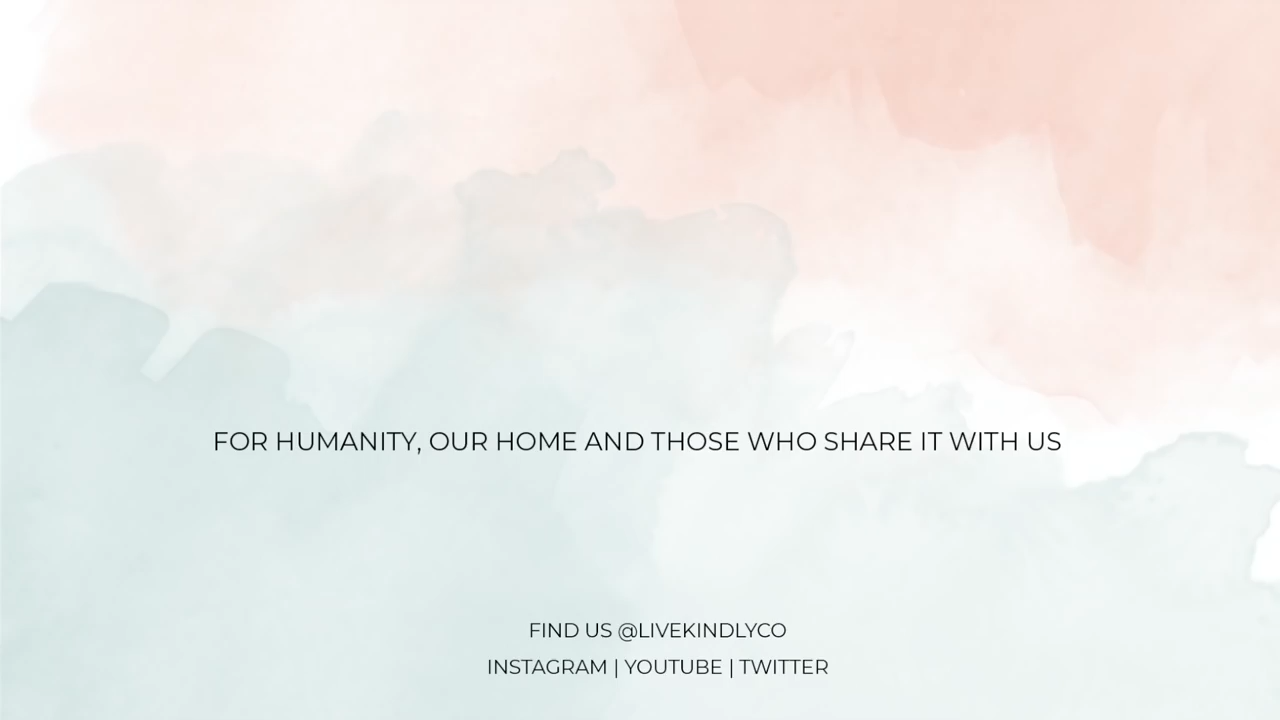 FOR HUMANITY, OUR HOME AND THOSE WHO SHARE IT WITH US
FIND US @LIVEKINDLYCO
INSTAGRAM | YOUTUBE | TWITTER